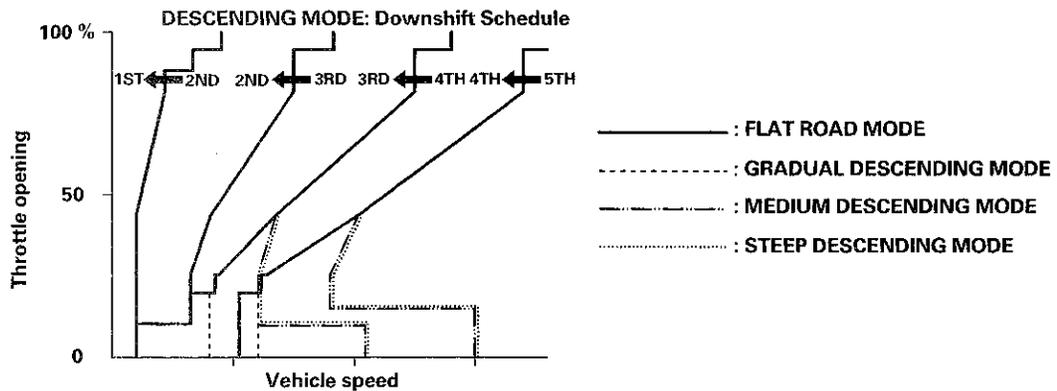 DESCENDING MODE: Downshift Schedule
100 %
1ST 2ND 2ND 3RD 3RD 4TH 4TH 5TH
: FLAT ROAD MODE
: GRADUAL DESCENDING MODE
50
: MEDIUM DESCENDING MODE
: STEEP DESCENDING MODE
Throttle opening
0
Vehicle speed